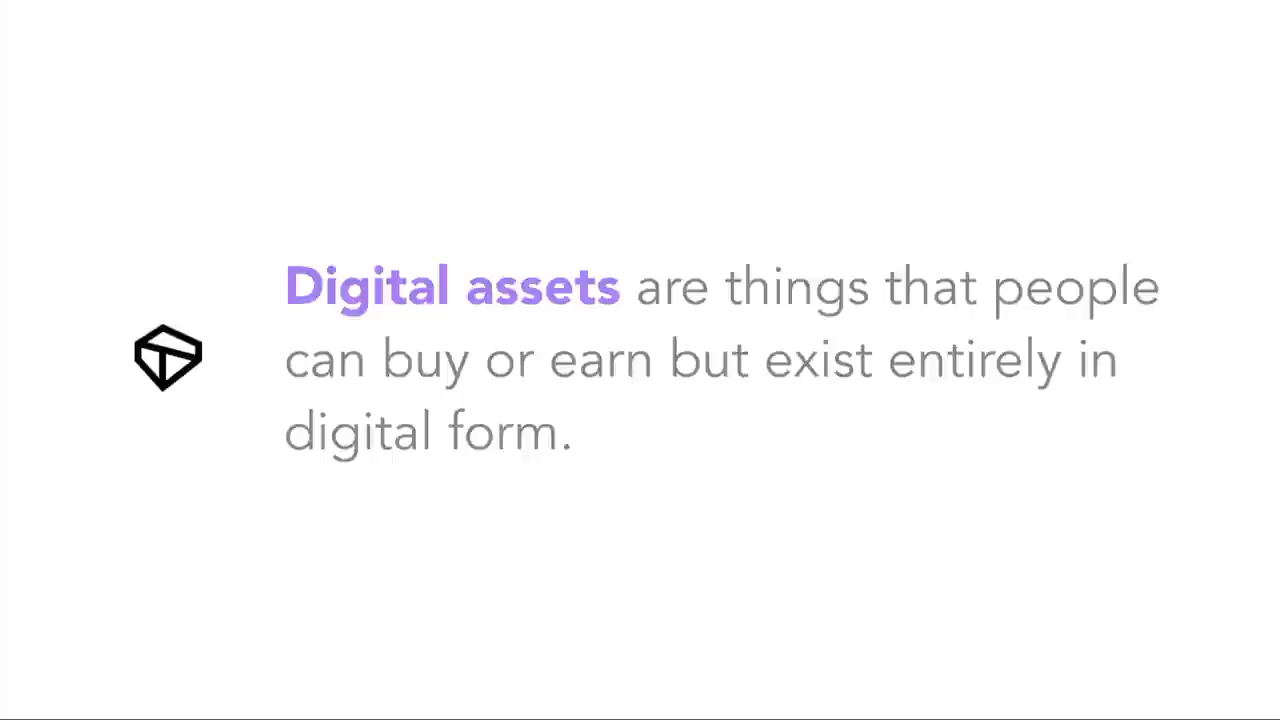 Digital assets are things that people
can buy or earn but exist entirely in
digital form.